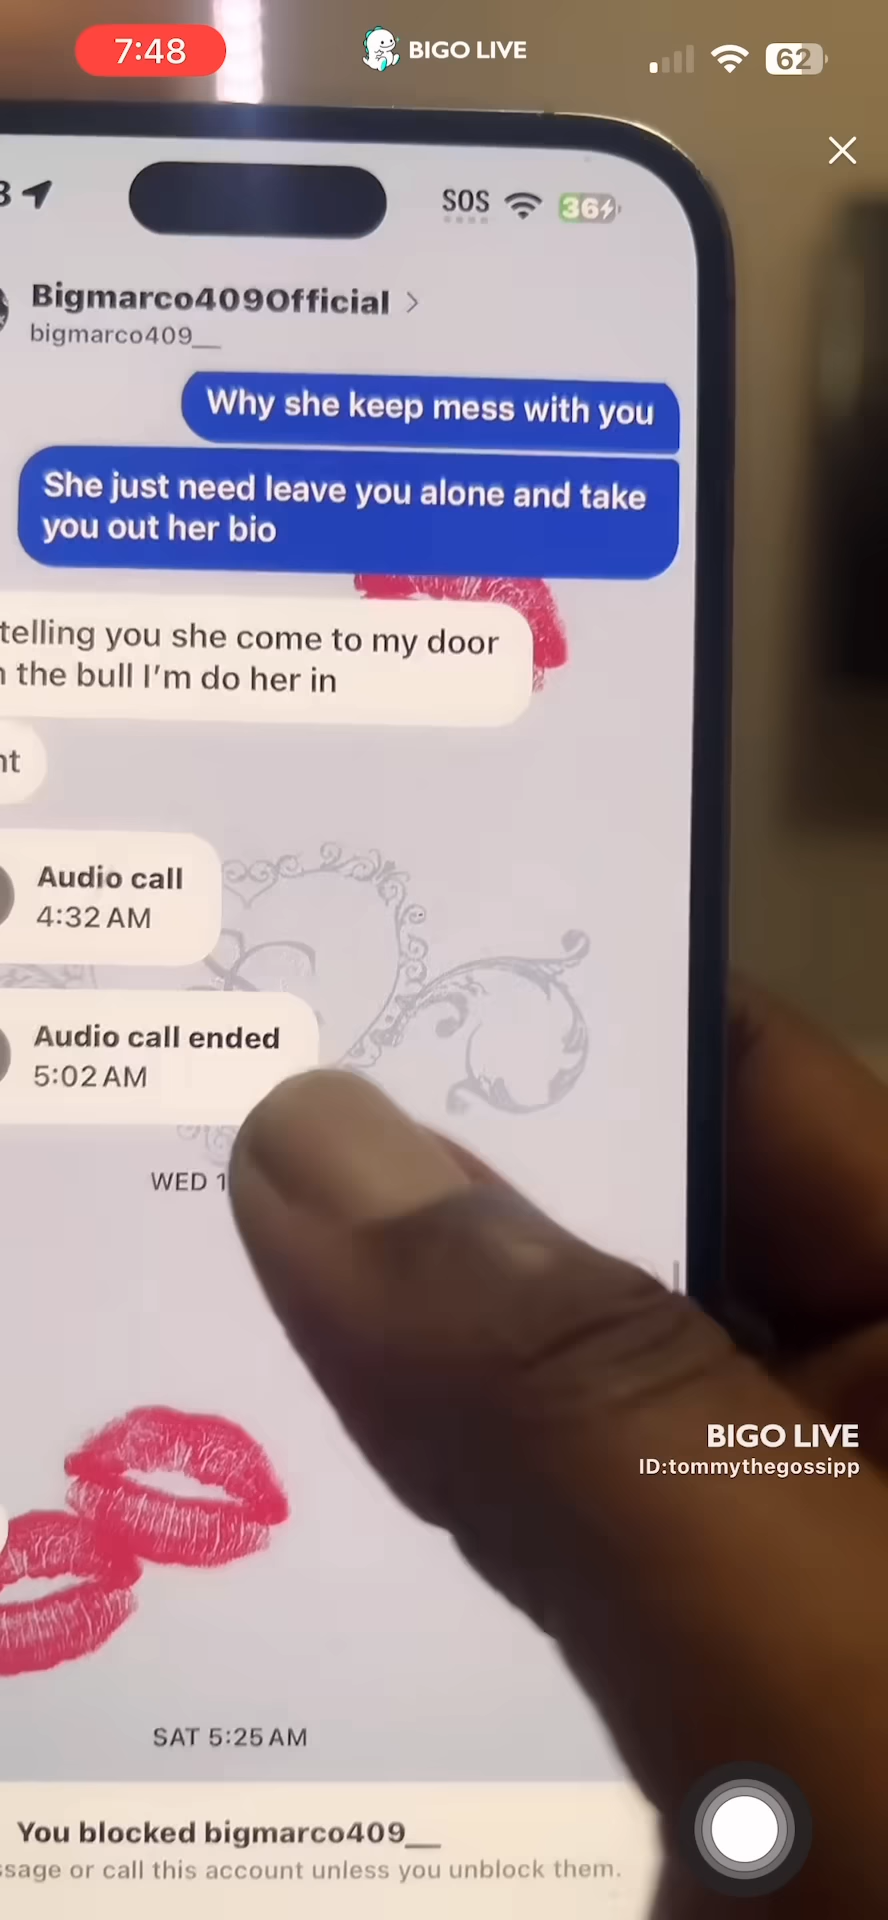 7:48
BIGO LIVE
62
SOS
36
Bigmarco409Official
bigmarco409__
Why she keep mess with you
She just need leave you alone and take
you out her bio
telling you she come to my door
the bull I'm do her in
Audio call
4:32 AM
Audio call ended
5:02 AM
WED 1
BIGO LIVE
ID:tommythegossipp
SAT 5:25 AM
You blocked bigmarco409__
message or call this account unless you unblock them.